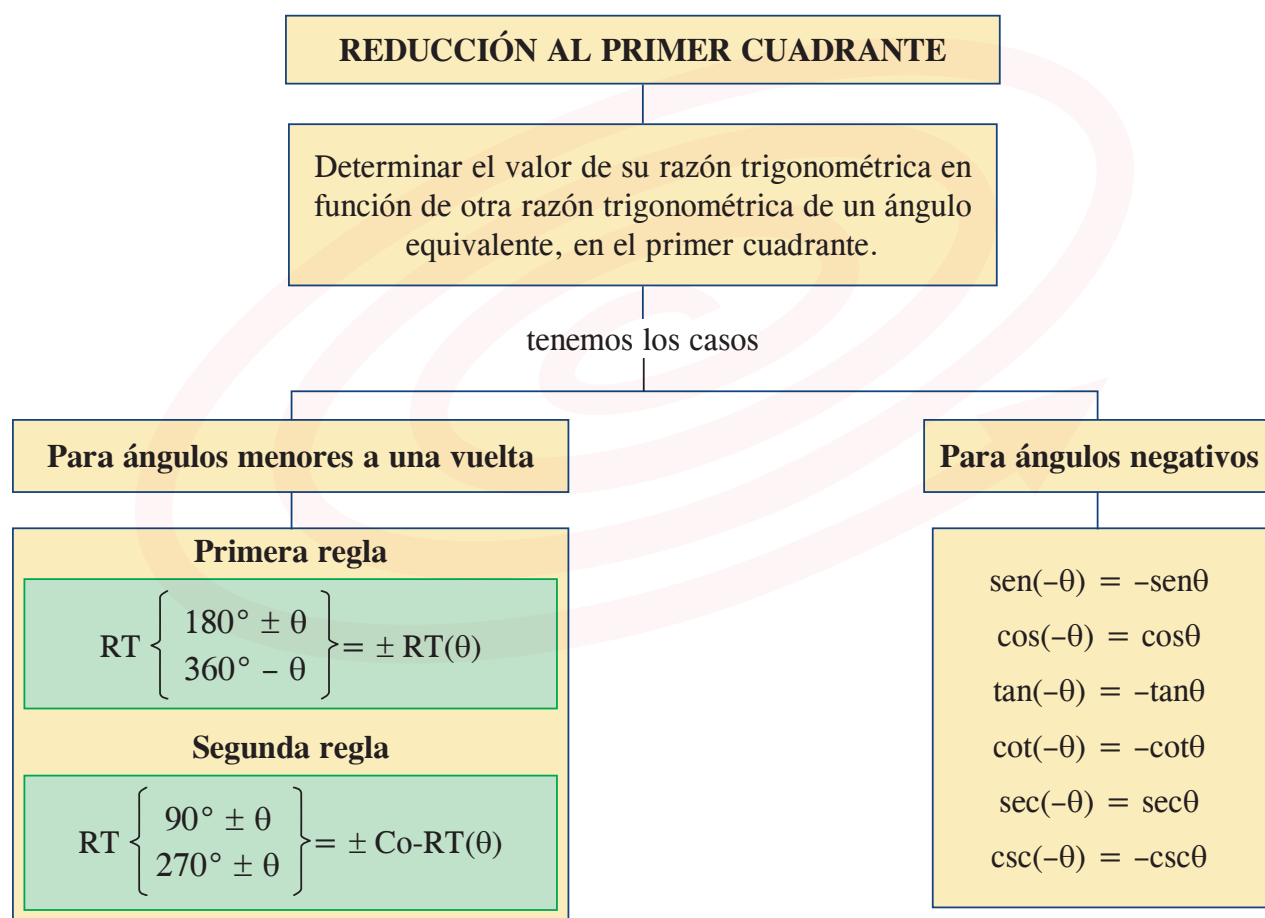 REDUCCIÓN AL PRIMER CUADRANTE
Determinar el valor de su razón trigonométrica en
función de otra razón trigonométrica de un ángulo
equivalente, en el primer cuadrante.
tenemos los casos
Para ángulos menores a una vuelta
Primera regla
RT { 180° ± θ
360° – θ } = ± RT(θ)
Segunda regla
RT { 90° ± θ
270° ± θ } = ± Co-RT(θ)
Para ángulos negativos
sen(–θ) = –senθ
cos(–θ) = cosθ
tan(–θ) = –tanθ
cot(–θ) = –cotθ
sec(–θ) = secθ
csc(–θ) = –cscθ